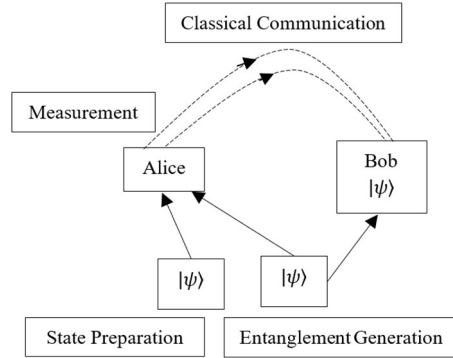 Classical Communication
Measurement
Alice
Bob
|ψ⟩
|ψ⟩
|ψ⟩
State Preparation
Entanglement Generation